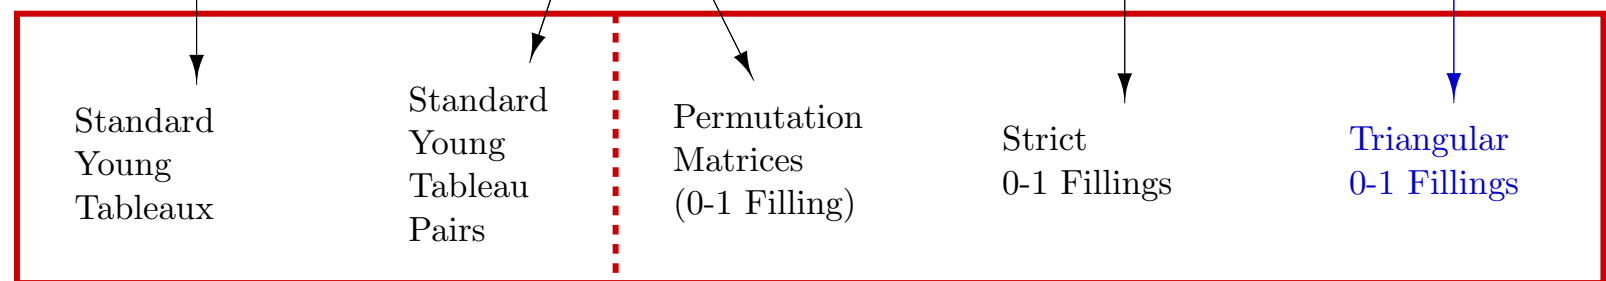 Standard
Young
Tableaux
Standard
Young
Tableau
Pairs
Permutation
Matrices
(0-1 Filling)
Strict
0-1 Fillings
Triangular
0-1 Fillings